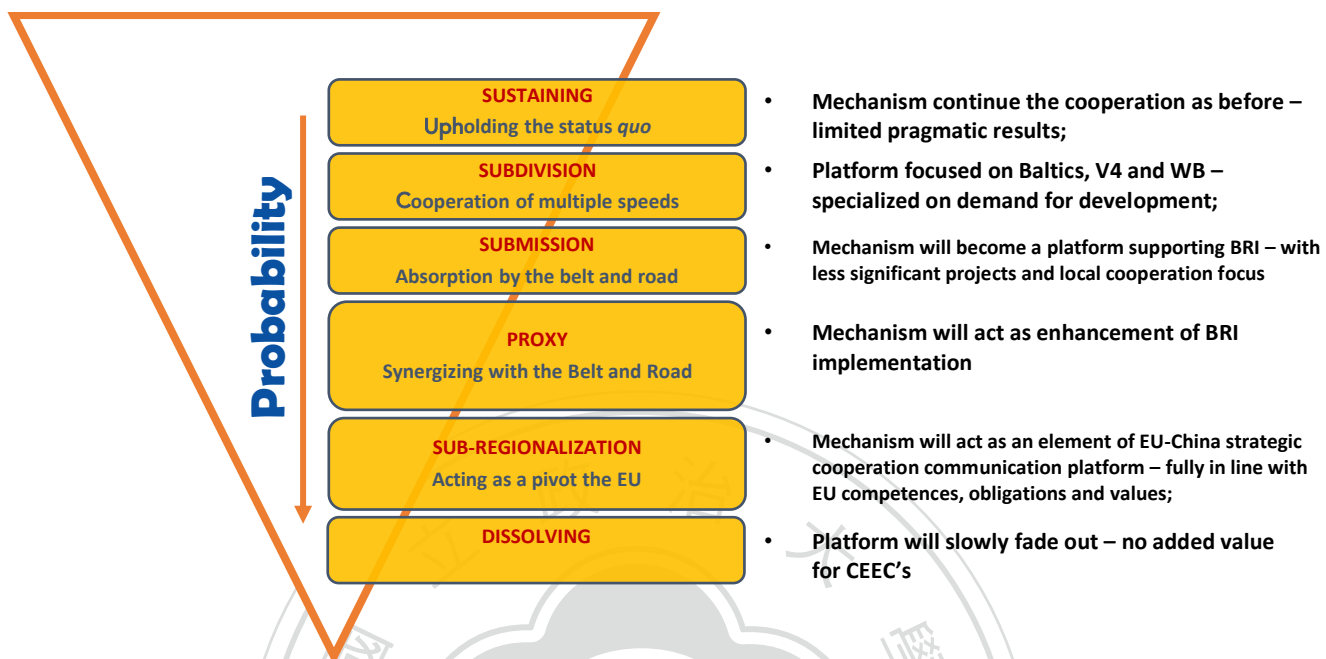 Probability
SUSTAINING
Upholding the status quo
SUBDIVISION
Cooperation of multiple speeds
SUBMISSION
Absorption by the belt and road
PROXY
Synergizing with the Belt and Road
SUB-REGIONALIZATION
Acting as a pivot the EU
DISSOLVING
• Mechanism continue the cooperation as before –
limited pragmatic results;
• Platform focused on Baltics, V4 and WB –
specialized on demand for development;
• Mechanism will become a platform supporting BRI – with
less significant projects and local cooperation focus
• Mechanism will act as enhancement of BRI
implementation
• Mechanism will act as an element of EU-China strategic
cooperation communication platform – fully in line with
EU competences, obligations and values;
• Platform will slowly fade out – no added value
for CEEC's
立 政 治 大